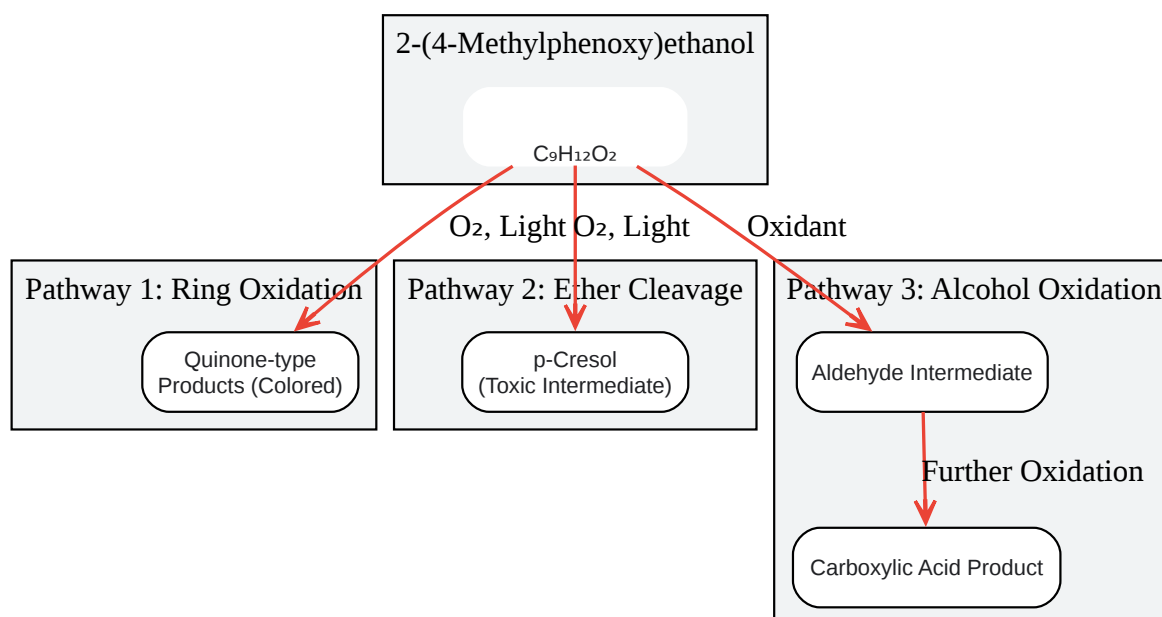 2-(4-Methylphenoxy)ethanol
C₉H₁₂O₂
O₂, Light
O₂, Light
Oxidant
Pathway 1: Ring Oxidation
Quinone-type
Products (Colored)
Pathway 2: Ether Cleavage
p-Cresol
(Toxic Intermediate)
Pathway 3: Alcohol Oxidation
Aldehyde Intermediate
Further Oxidation
Carboxylic Acid Product